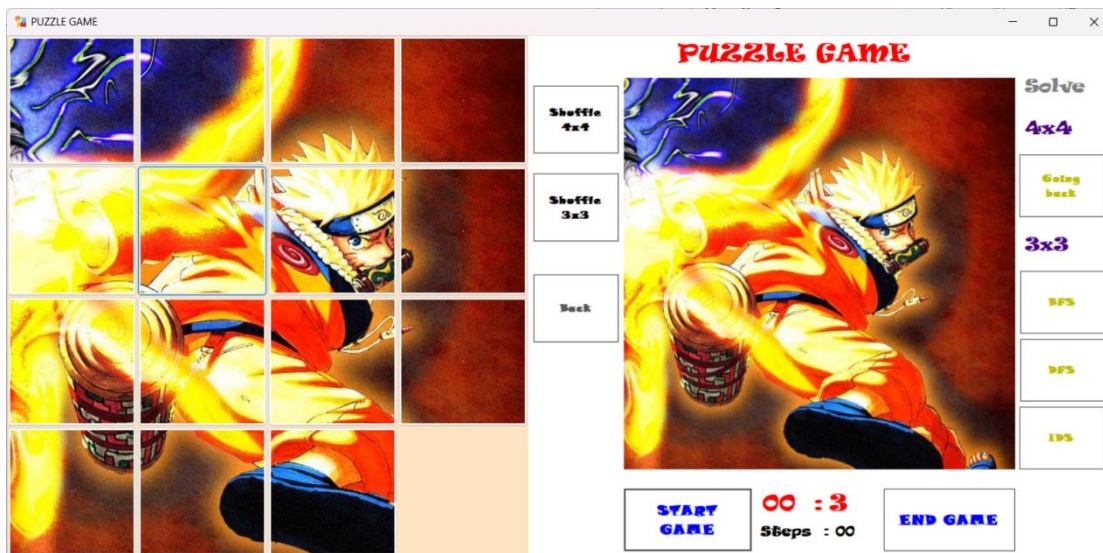 PUZZLE GAME
PUZZLE GAME
Shuffle
4x4
Shuffle
3x3
Back
Solve
4x4
Going
back
3x3
BFS
DFS
IDS
START
GAME
00 : 3
Steps : 00
END GAME